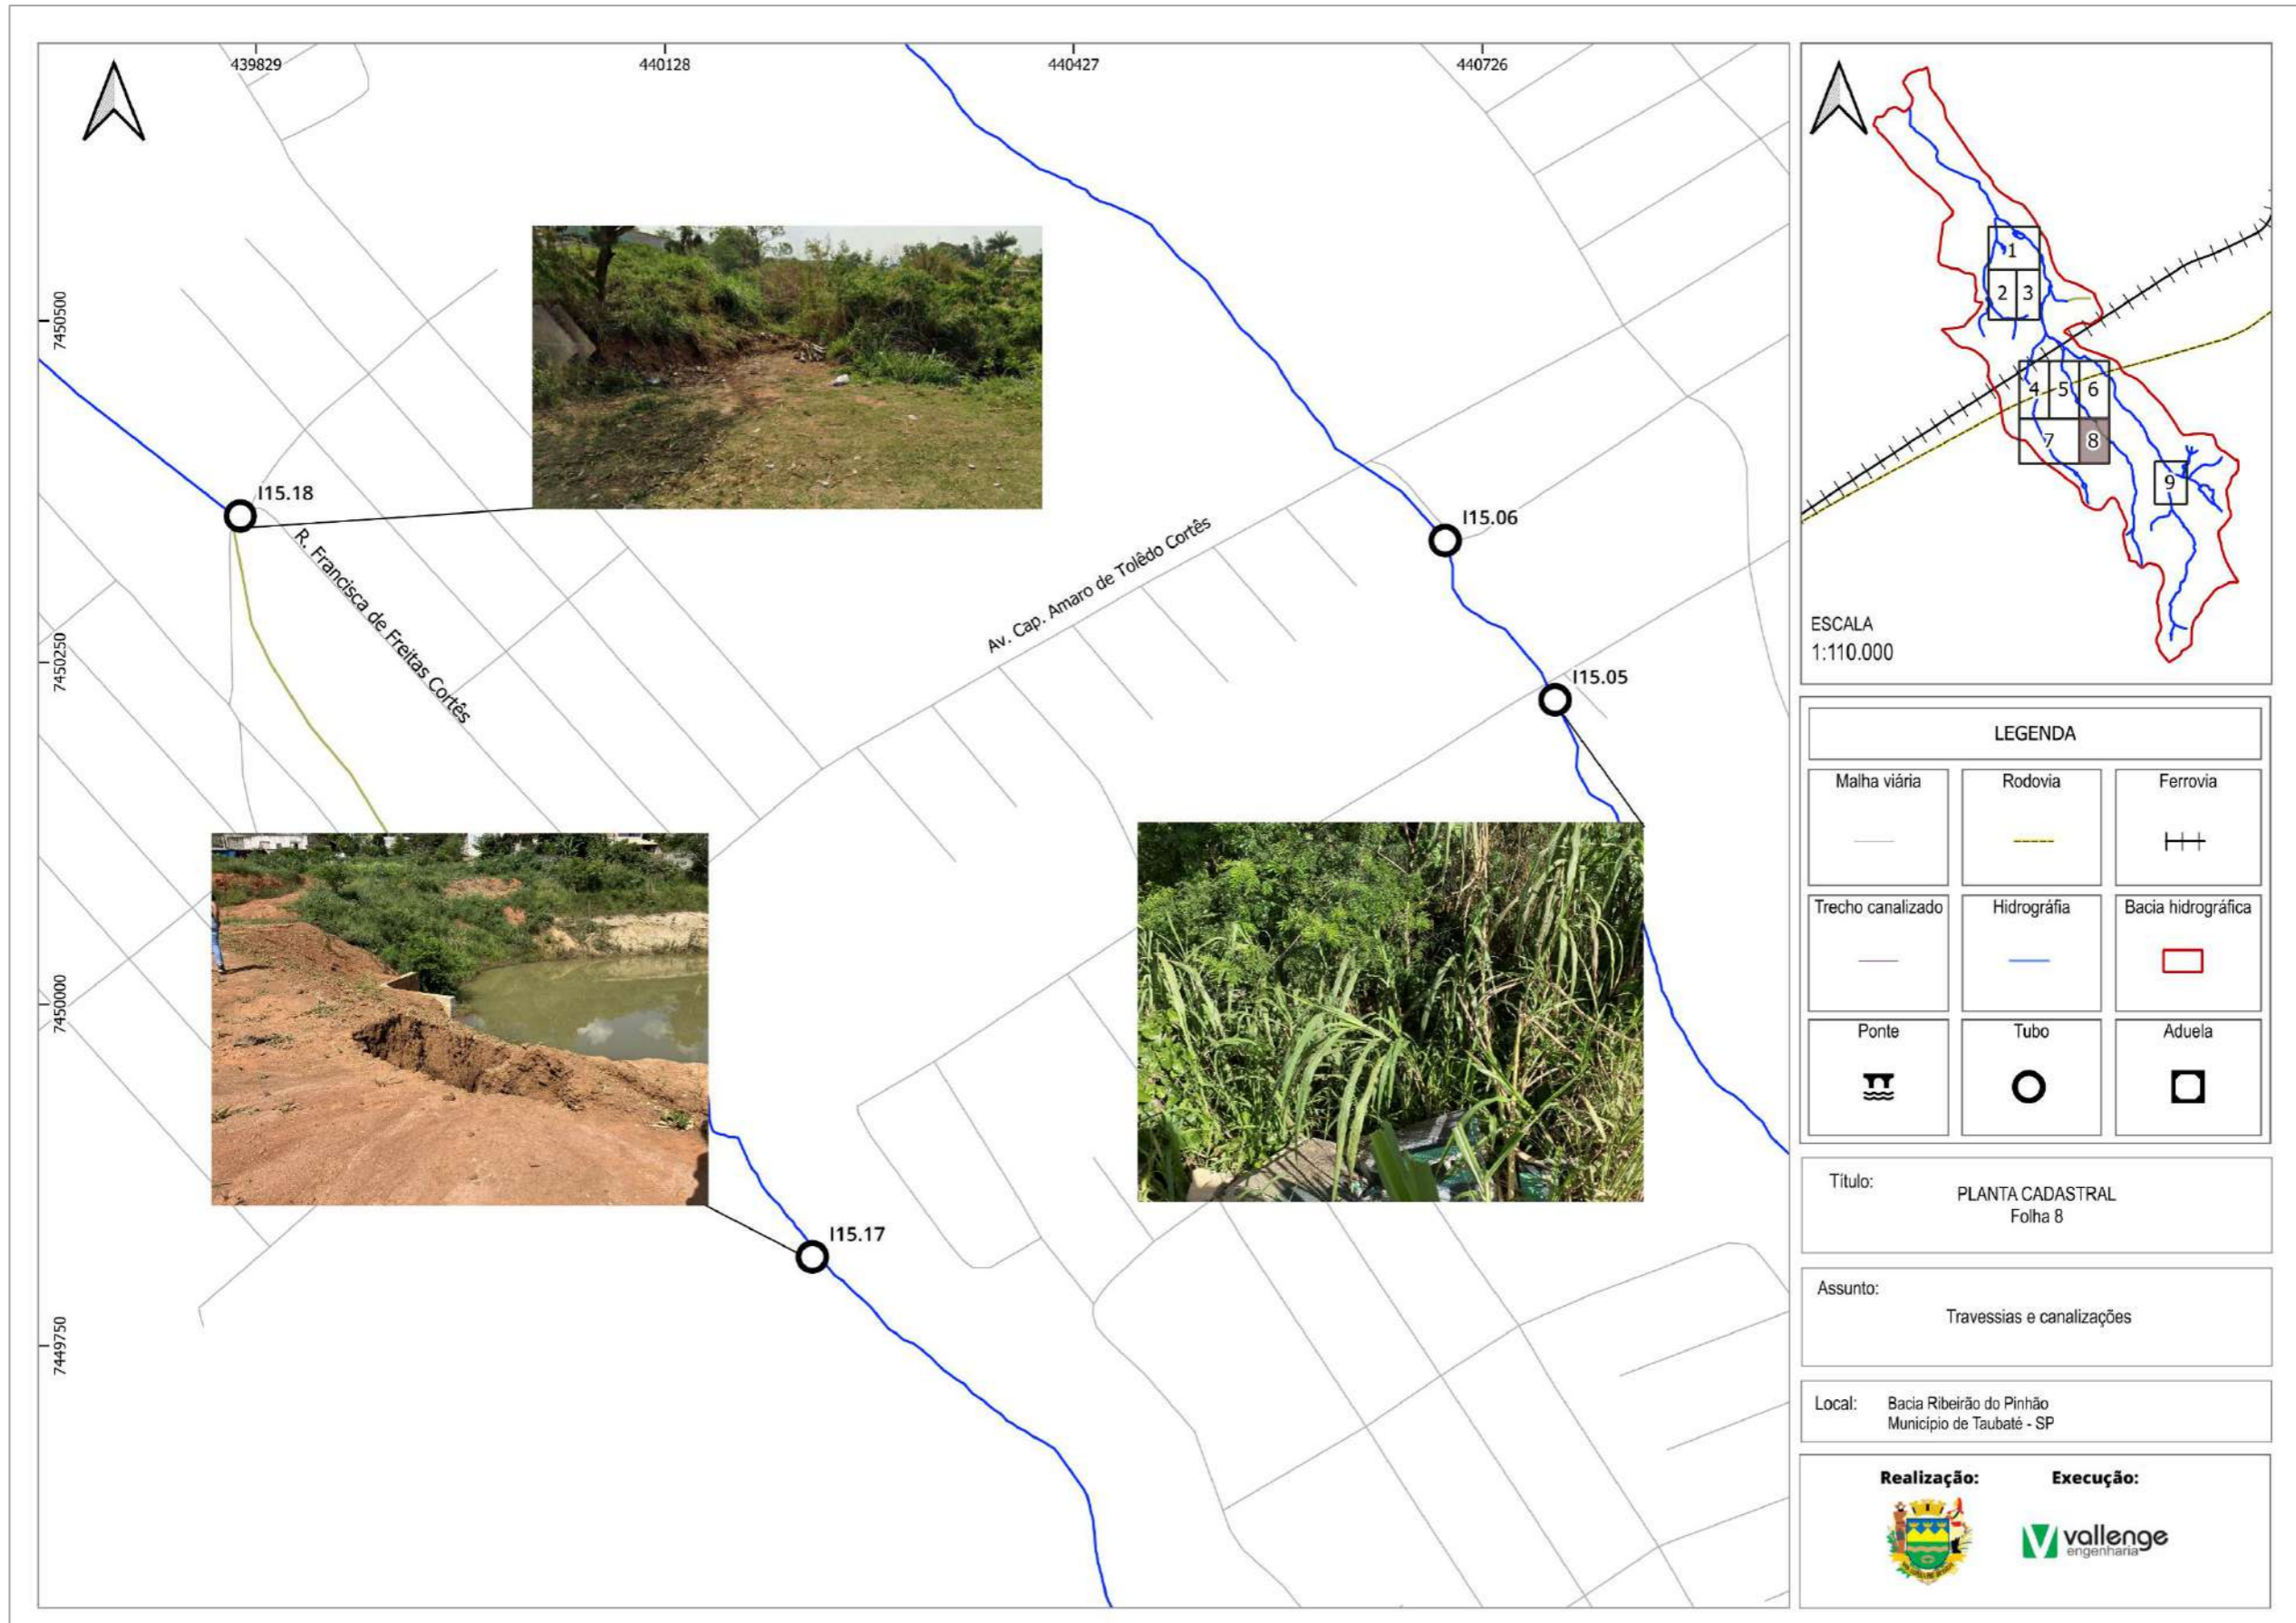 439829
440128
440427
440726
7450500
7450250
7450000
7449750
I15.18
R. Francisca de Freitas Cortês
Av. Cap. Amaro de Tolêdo Cortês
I15.06
I15.05
I15.17
1
2
3
4
5
6
7
8
9
ESCALA
1:110.000
LEGENDA
Malha viária
Rodovia
Ferrovia
Trecho canalizado
Hidrográfia
Bacia hidrográfica
Ponte
Tubo
Aduela
Título:
PLANTA CADASTRAL
Folha 8
Assunto:
Travessias e canalizações
Local: Bacia Ribeirão do Pinhão
Município de Taubaté - SP
Realização:
Execução:
vallenge
engenharia